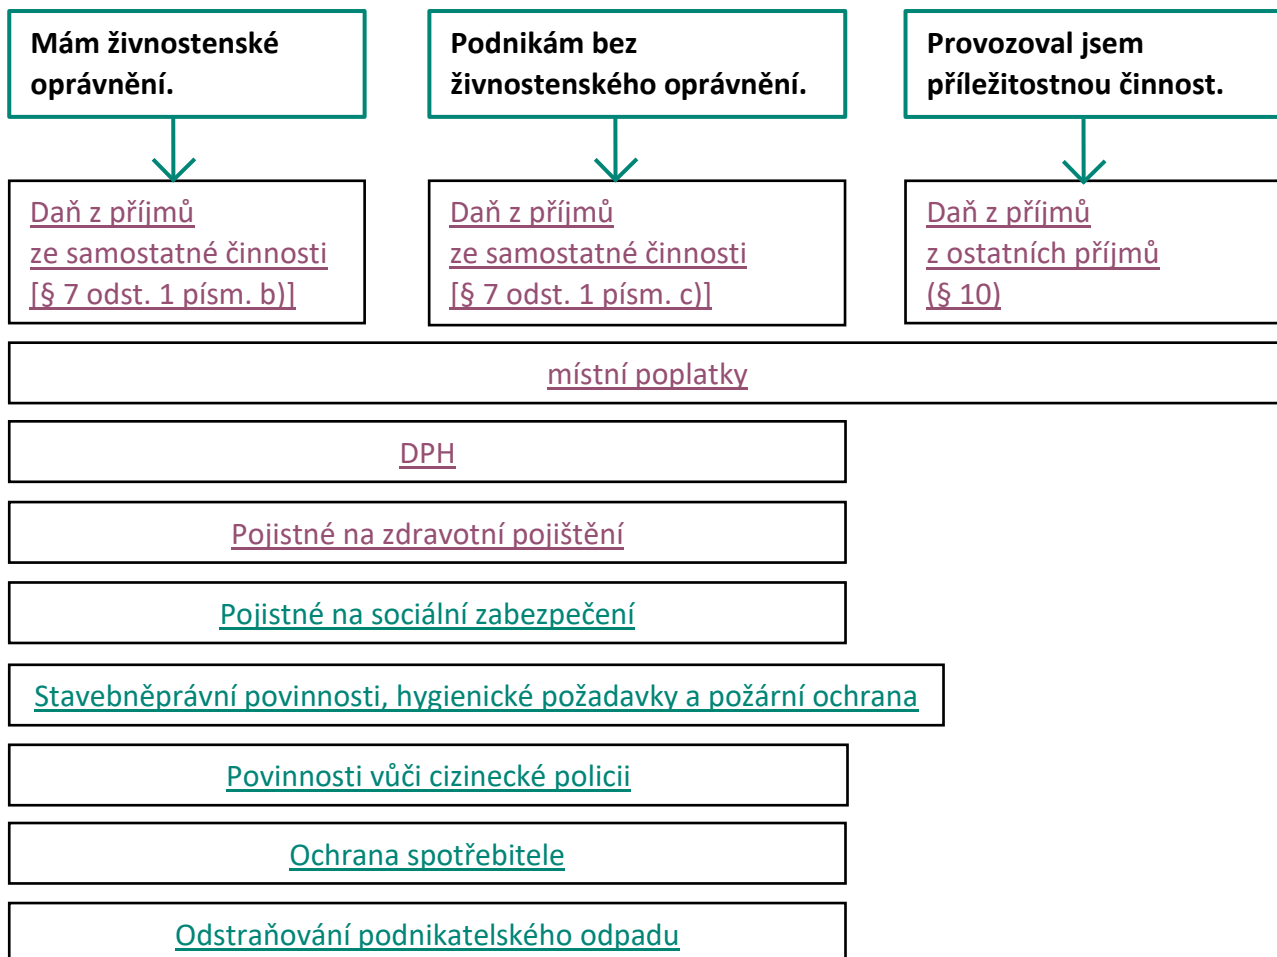 Mám živnostenské
oprávnění.
Podnikám bez
živnostenského oprávnění.
Provozoval jsem
příležitostnou činnost.
Daň z příjmů
ze samostatné činnosti
[§ 7 odst. 1 písm. b)]
Daň z příjmů
ze samostatné činnosti
[§ 7 odst. 1 písm. c)]
Daň z příjmů
z ostatních příjmů
(§ 10)
místní poplatky
DPH
Pojistné na zdravotní pojištění
Pojistné na sociální zabezpečení
Stavebněprávní povinnosti, hygienické požadavky a požární ochrana
Povinnosti vůči cizinecké policii
Ochrana spotřebitele
Odstraňování podnikatelského odpadu